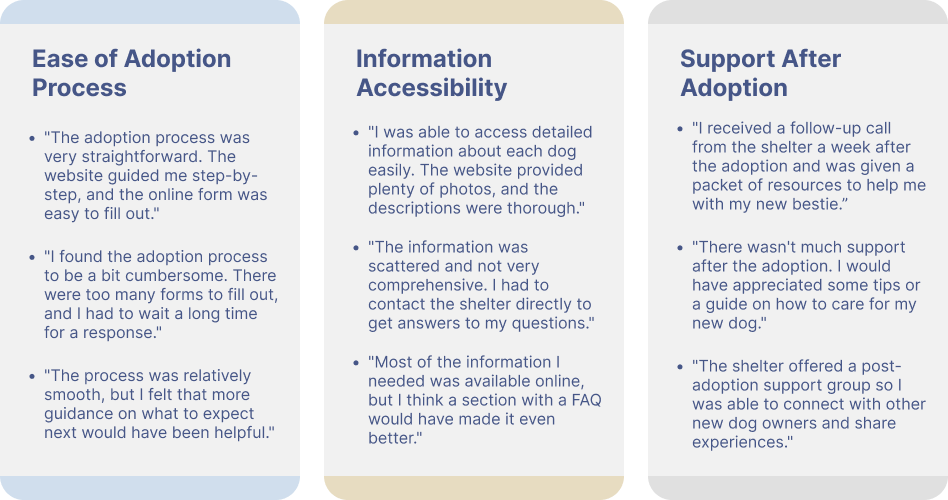 Ease of Adoption
Process
• "The adoption process was
very straightforward. The
website guided me step-by-
step, and the online form was
easy to fill out."
• "I found the adoption process
to be a bit cumbersome. There
were too many forms to fill out,
and I had to wait a long time
for a response."
• "The process was relatively
smooth, but I felt that more
guidance on what to expect
next would have been helpful."
Information
Accessibility
• "I was able to access detailed
information about each dog
easily. The website provided
plenty of photos, and the
descriptions were thorough."
• "The information was
scattered and not very
comprehensive. I had to
contact the shelter directly to
get answers to my questions."
• "Most of the information I
needed was available online,
but I think a section with a FAQ
would have made it even
better."
Support After
Adoption
• "I received a follow-up call
from the shelter a week after
the adoption and was given a
packet of resources to help me
with my new bestie.”
• "There wasn't much support
after the adoption. I would
have appreciated some tips or
a guide on how to care for my
new dog."
• "The shelter offered a post-
adoption support group so I
was able to connect with other
new dog owners and share
experiences."